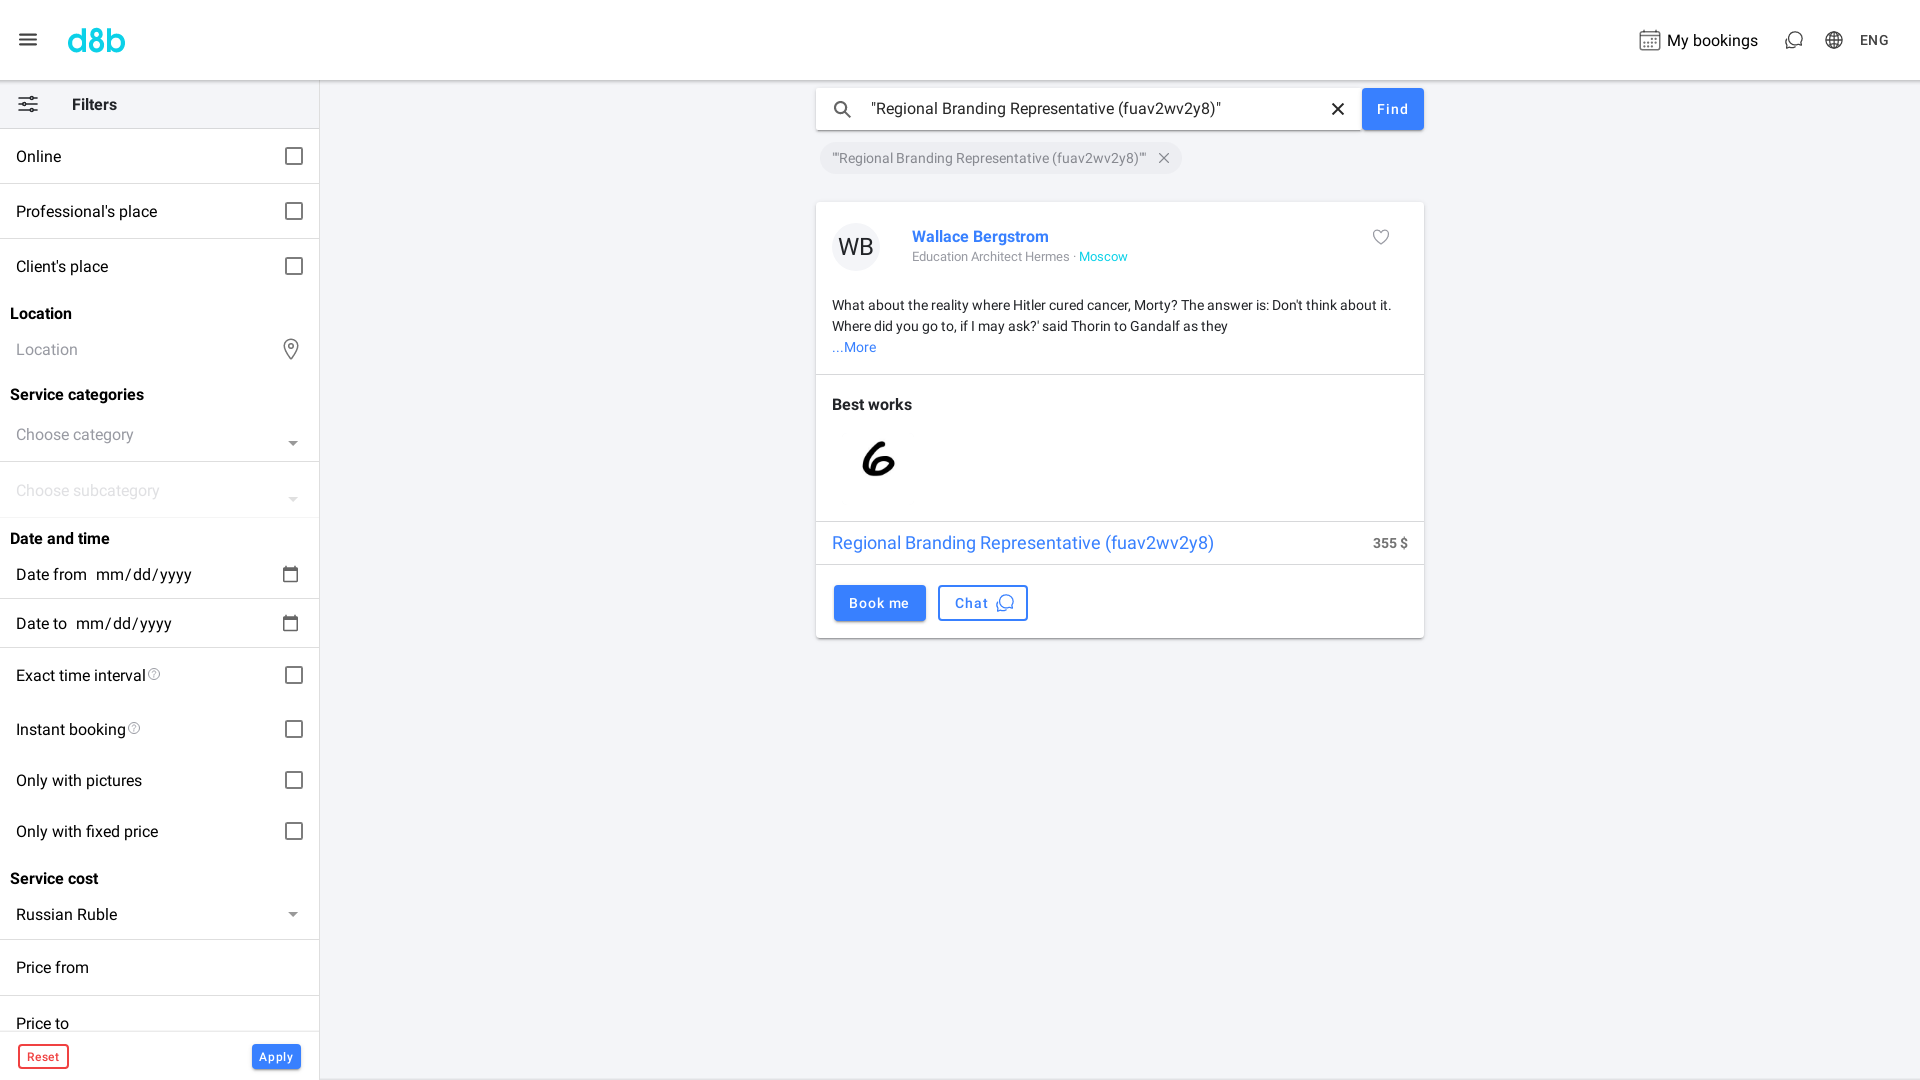 d8b
My bookings
ENG
Filters
Online
Professional's place
Client's place
Location
Location
Service categories
Choose category
Choose subcategory
Date and time
Date from mm/dd/yyyy
Date to mm/dd/yyyy
Exact time interval
Instant booking
Only with pictures
Only with fixed price
Service cost
Russian Ruble
Price from
Price to
Reset
Apply
"Regional Branding Representative (fuav2wv2y8)"
Find
""Regional Branding Representative (fuav2wv2y8)""
WB
Wallace Bergstrom
Education Architect Hermes · Moscow
What about the reality where Hitler cured cancer, Morty? The answer is: Don't think about it.
Where did you go to, if I may ask?' said Thorin to Gandalf as they
...More
Best works
6
Regional Branding Representative (fuav2wv2y8)
355 $
Book me
Chat